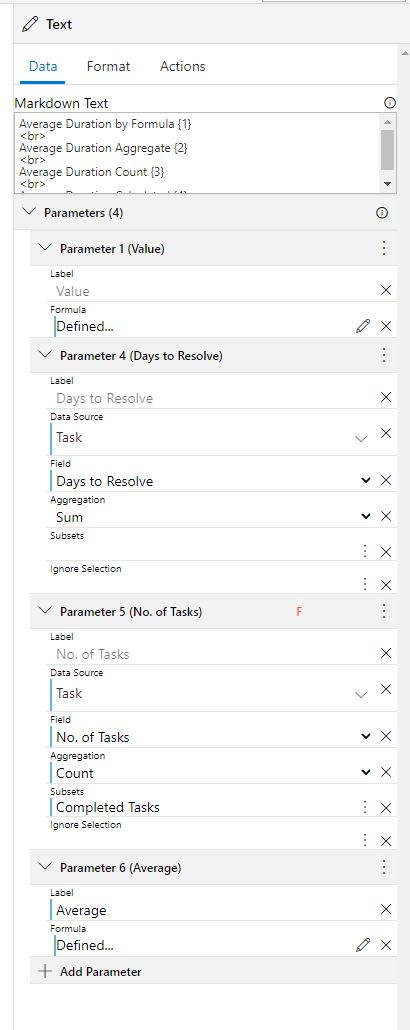 Text
Data Format Actions
Markdown Text
Average Duration by Formula {1}
<br>
Average Duration Aggregate {2}
<br>
Average Duration Count {3}
<br>
Parameters (4)
Parameter 1 (Value)
Label
Value
Formula
Defined...
Parameter 4 (Days to Resolve)
Label
Days to Resolve
Data Source
Task
Field
Days to Resolve
Aggregation
Sum
Subsets
Ignore Selection
Parameter 5 (No. of Tasks) F
Label
No. of Tasks
Data Source
Task
Field
No. of Tasks
Aggregation
Count
Subsets
Completed Tasks
Ignore Selection
Parameter 6 (Average)
Label
Average
Formula
Defined...
Add Parameter